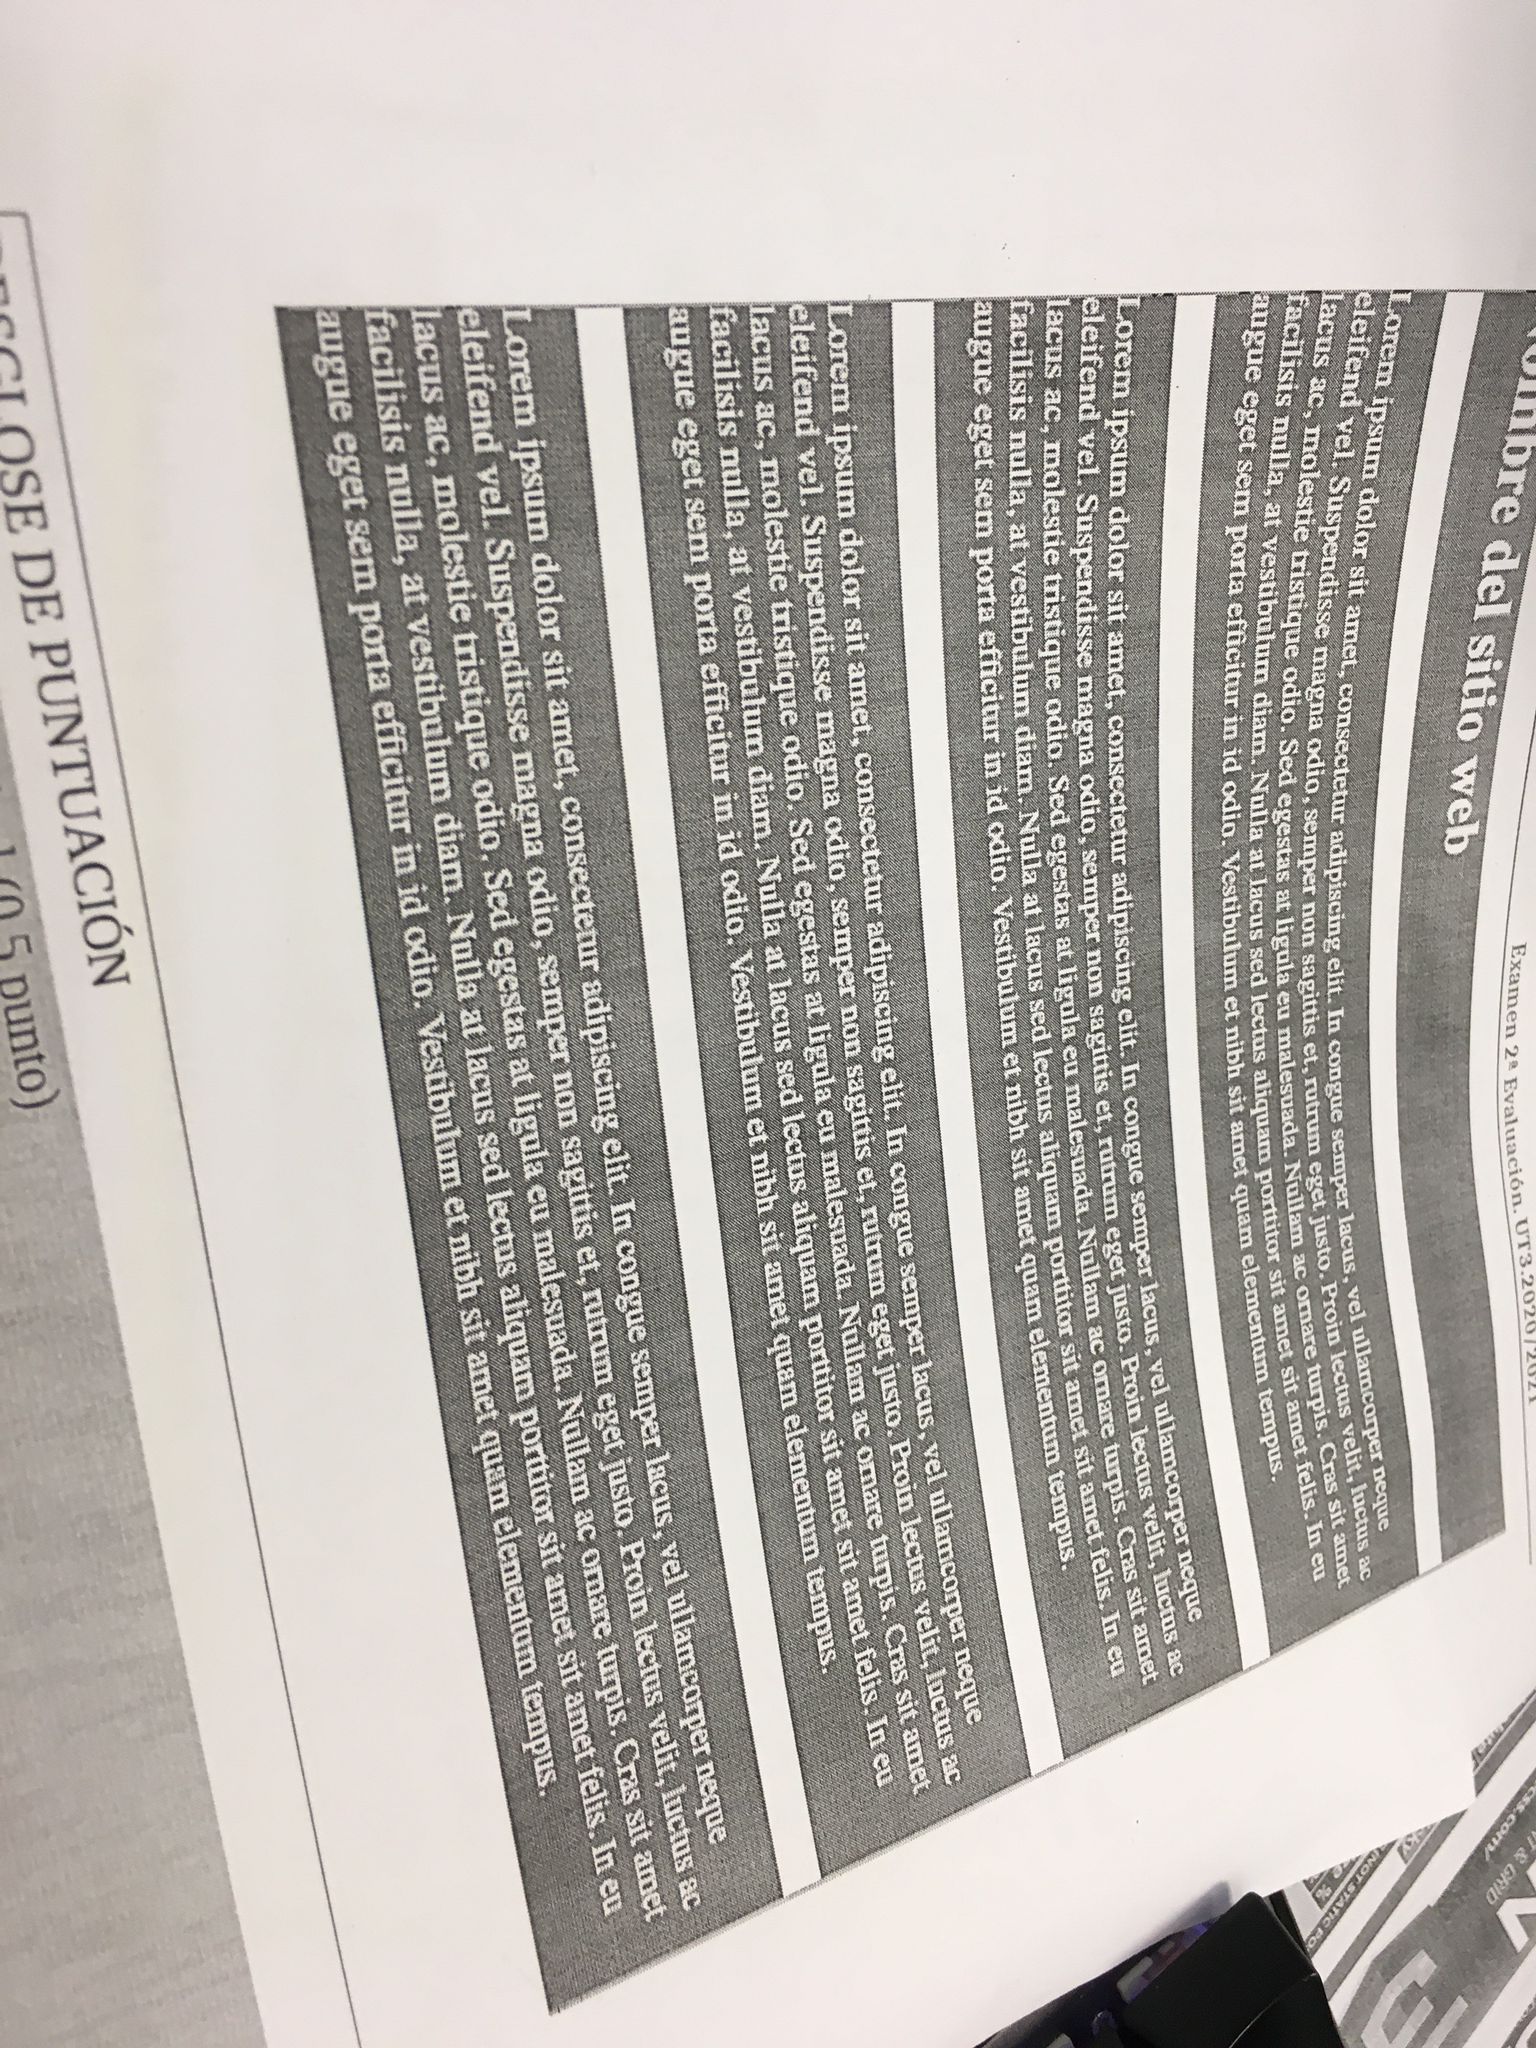 Examen 2ª Evaluación. UT3.2020/2021
Nombre del sitio web
Lorem ipsum dolor sit amet, consectetur adipiscing elit. In congue semper lacus, vel ullamcorper neque
eleifend vel. Suspendisse magna odio, semper non sagittis et, rutrum eget justo. Proin lectus velit, luctus ac
lacus ac, molestie tristique odio. Sed egestas at ligula eu malesuada. Nullam ac ornare turpis. Cras sit amet
facilisis nulla, at vestibulum diam. Nulla at lacus sed lectus aliquam porttitor sit amet sit amet felis. In eu
augue eget sem porta efficitur in id odio. Vestibulum et nibh sit amet quam elementum tempus.
Lorem ipsum dolor sit amet, consectetur adipiscing elit. In congue semper lacus, vel ullamcorper neque
eleifend vel. Suspendisse magna odio, semper non sagittis et, rutrum eget justo. Proin lectus velit, luctus ac
lacus ac, molestie tristique odio. Sed egestas at ligula eu malesuada. Nullam ac ornare turpis. Cras sit amet
facilisis nulla, at vestibulum diam. Nulla at lacus sed lectus aliquam porttitor sit amet sit amet felis. In eu
augue eget sem porta efficitur in id odio. Vestibulum et nibh sit amet quam elementum tempus.
Lorem ipsum dolor sit amet, consectetur adipiscing elit. In congue semper lacus, vel ullamcorper neque
eleifend vel. Suspendisse magna odio, semper non sagittis et, rutrum eget justo. Proin lectus velit, luctus ac
lacus ac, molestie tristique odio. Sed egestas at ligula eu malesuada. Nullam ac ornare turpis. Cras sit amet
facilisis nulla, at vestibulum diam. Nulla at lacus sed lectus aliquam porttitor sit amet sit amet felis. In eu
augue eget sem porta efficitur in id odio. Vestibulum et nibh sit amet quam elementum tempus.
Lorem ipsum dolor sit amet, consectetur adipiscing elit. In congue semper lacus, vel ullamcorper neque
eleifend vel. Suspendisse magna odio, semper non sagittis et, rutrum eget justo. Proin lectus velit, luctus ac
lacus ac, molestie tristique odio. Sed egestas at ligula eu malesuada. Nullam ac ornare turpis. Cras sit amet
facilisis nulla, at vestibulum diam. Nulla at lacus sed lectus aliquam porttitor sit amet sit amet felis. In eu
augue eget sem porta efficitur in id odio. Vestibulum et nibh sit amet quam elementum tempus.
DESGLOSE DE PUNTUACIÓN
(0,5 punto)
& GRID
(NOT STATIC